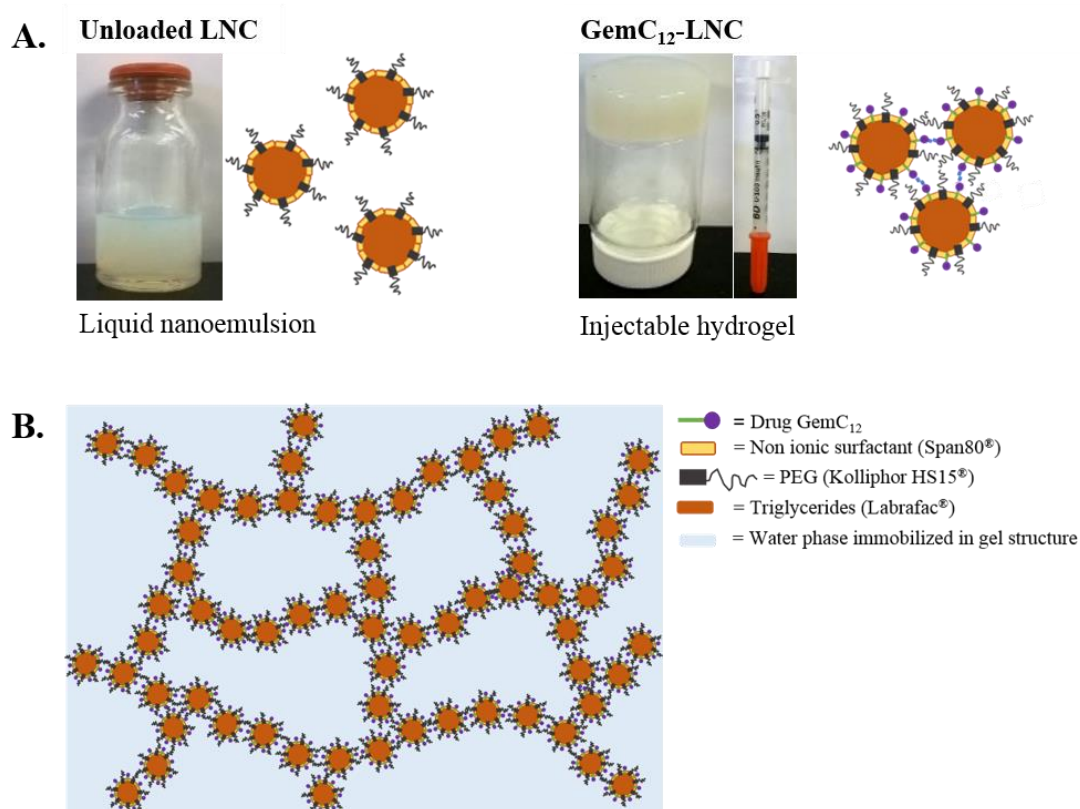 A.
Unloaded LNC
GemC₁₂-LNC
Liquid nanoemulsion
Injectable hydrogel
B.
= Drug GemC₁₂
= Non ionic surfactant (Span80®)
= PEG (Kolliphor HS15®)
= Triglycerides (Labrafac®)
= Water phase immobilized in gel structure